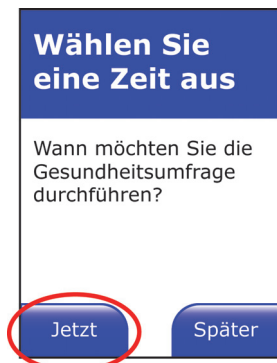 Wählen Sie
eine Zeit aus
Wann möchten Sie die
Gesundheitsumfrage
durchführen?
Jetzt
Später